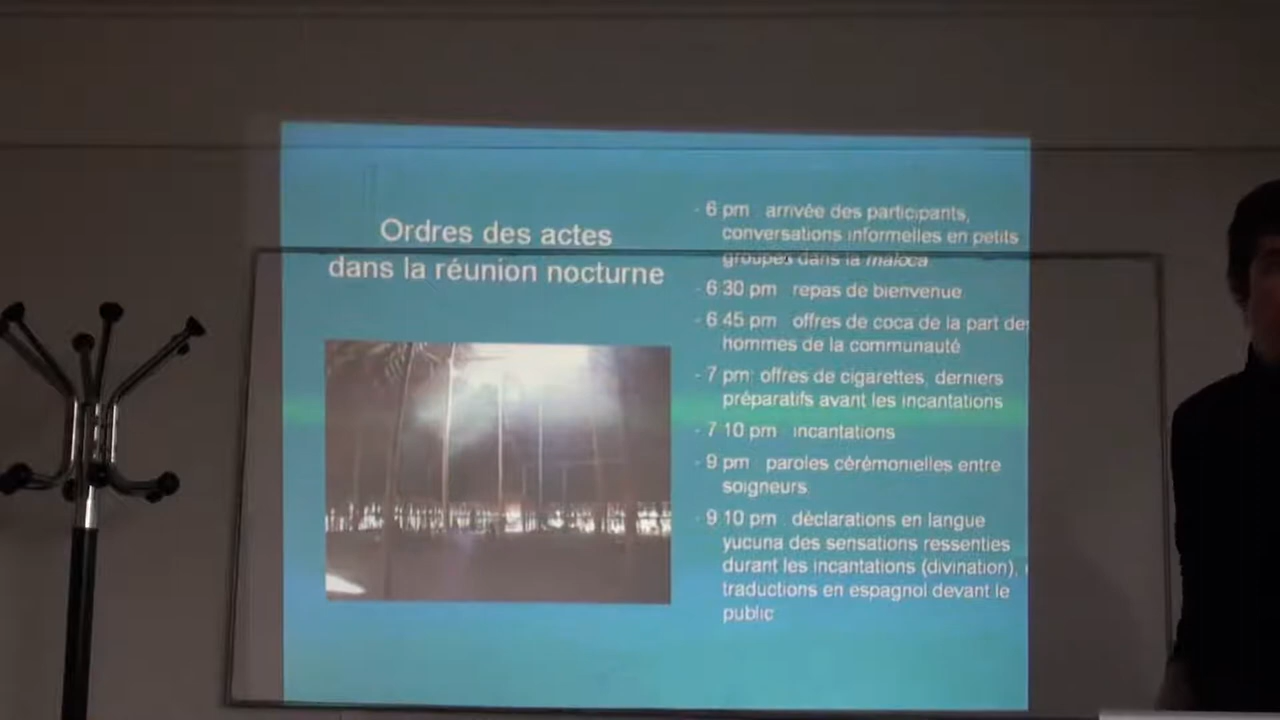 Ordres des actes
dans la réunion nocturne
- 6 pm arrivée des participants,
conversations informelles en petits
groupes dans la maloca
- 6 30 pm repas de bienvenue
- 6 45 pm offres de coca de la part des
hommes de la communauté
- 7 pm: offres de cigarettes, derniers
préparatifs avant les incantations
- 7 10 pm incantations
- 9 pm paroles cérémonielles entre
soigneurs
- 9 10 pm déclarations en langue
yucuna des sensations ressenties
durant les incantations (divination),
traductions en espagnol devant le
public